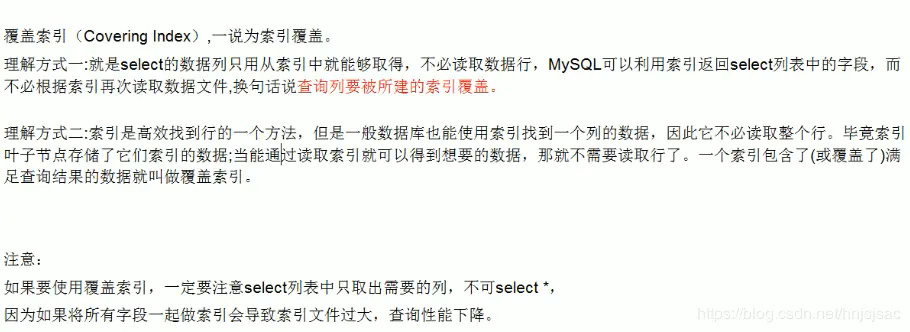 覆盖索引（Covering Index）,一说为索引覆盖。
理解方式一:就是select的数据列只用从索引中就能够取得，不必读取数据行，MySQL可以利用索引返回select列表中的字段，而
不必根据索引再次读取数据文件,换句话说查询列要被所建的索引覆盖。
理解方式二:索引是高效找到行的一个方法，但是一般数据库也能使用索引找到一个列的数据，因此它不必读取整个行。毕竟索引
叶子节点存储了它们索引的数据;当能通过读取索引就可以得到想要的数据，那就不需要读取行了。一个索引包含了(或覆盖了)满
足查询结果的数据就叫做覆盖索引。
注意：
如果要使用覆盖索引，一定要注意select列表中只取出需要的列，不可select *，
因为如果将所有字段一起做索引会导致索引文件过大，查询性能下降。
https://blog.csdn.net/hnjsjsac